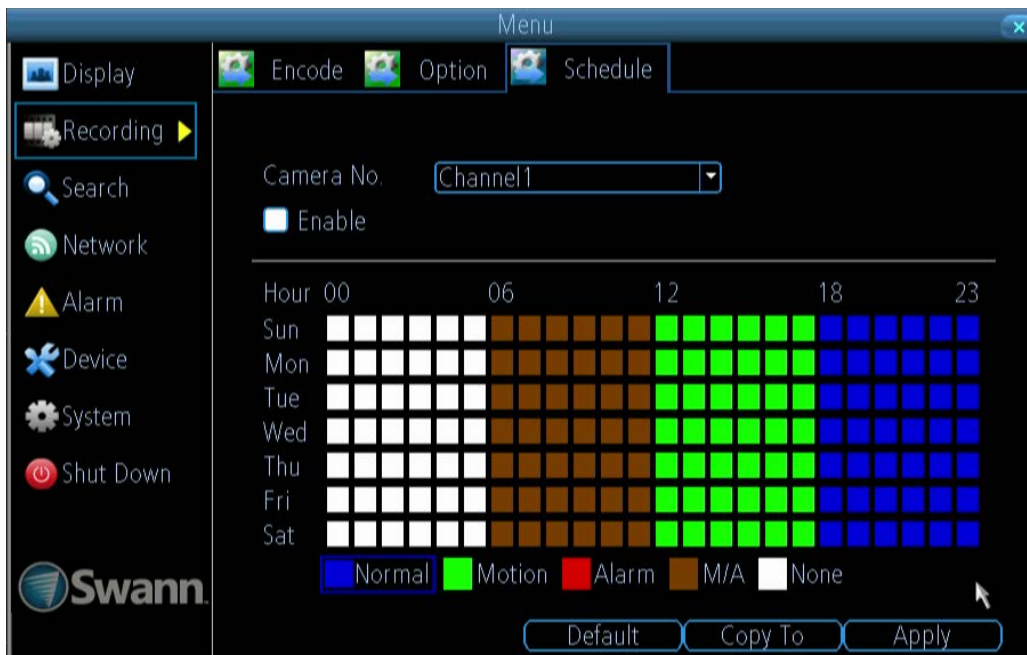 Menu
Display
Recording
Search
Network
Alarm
Device
System
Shut Down
Swann
Encode Option Schedule
Camera No. Channel1
Enable
Hour 00 06 12 18 23
Sun
Mon
Tue
Wed
Thu
Fri
Sat
Normal Motion Alarm M/A None
Default Copy To Apply